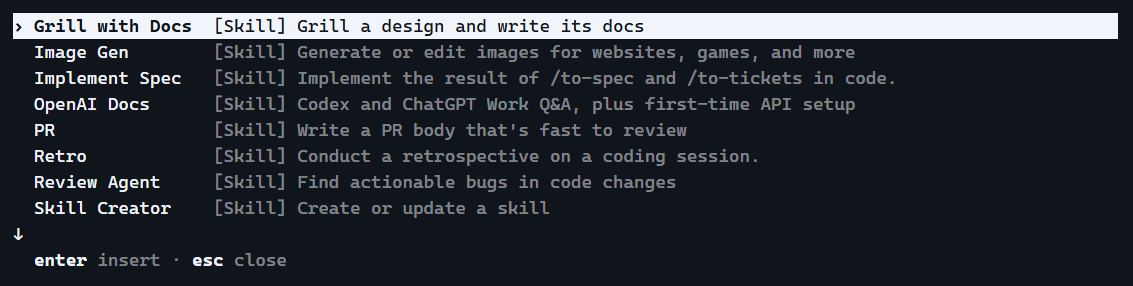 › Grill with Docs [Skill] Grill a design and write its docs
Image Gen [Skill] Generate or edit images for websites, games, and more
Implement Spec [Skill] Implement the result of /to-spec and /to-tickets in code.
OpenAI Docs [Skill] Codex and ChatGPT Work Q&A, plus first-time API setup
PR [Skill] Write a PR body that's fast to review
Retro [Skill] Conduct a retrospective on a coding session.
Review Agent [Skill] Find actionable bugs in code changes
Skill Creator [Skill] Create or update a skill
↓
enter insert · esc close